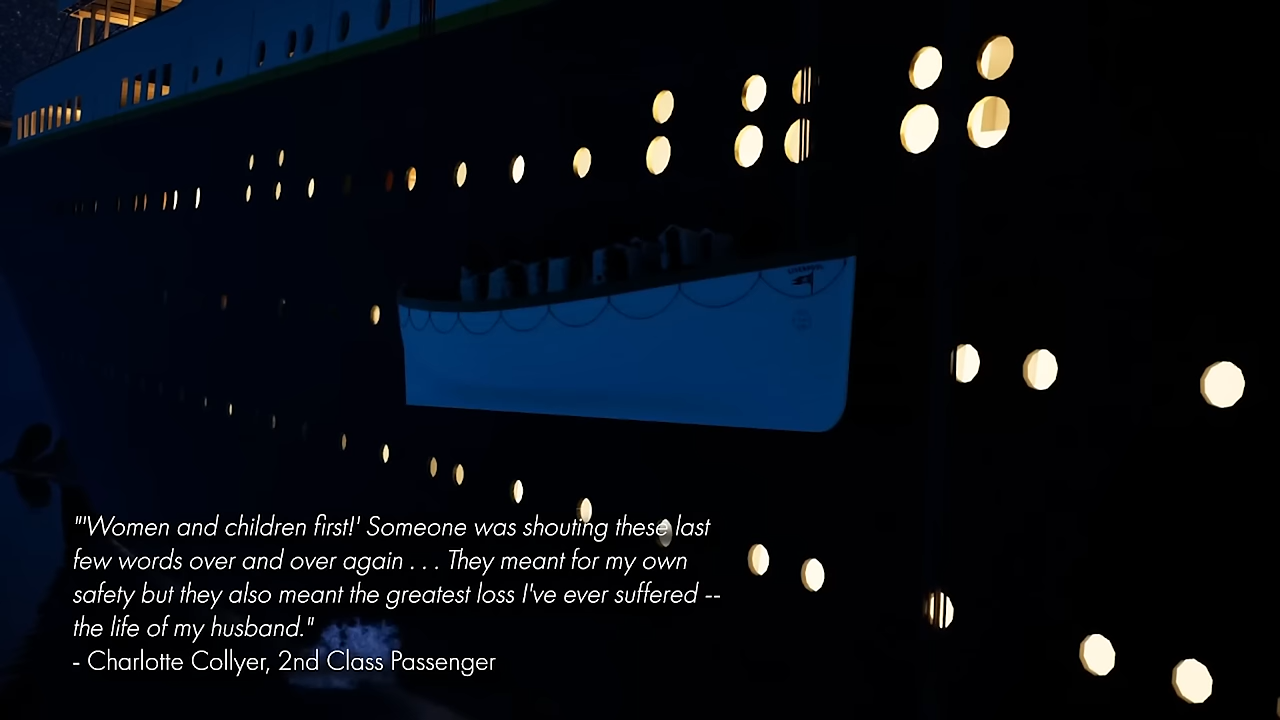 "'Women and children first!' Someone was shouting these last
few words over and over again . . . They meant for my own
safety but they also meant the greatest loss I've ever suffered --
the life of my husband."
- Charlotte Collyer, 2nd Class Passenger